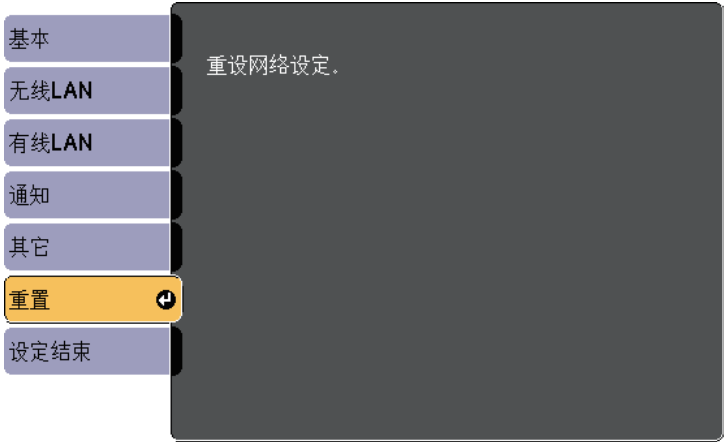 基本
无线LAN
有线LAN
通知
其它
重置
设定结束
重设网络设定。